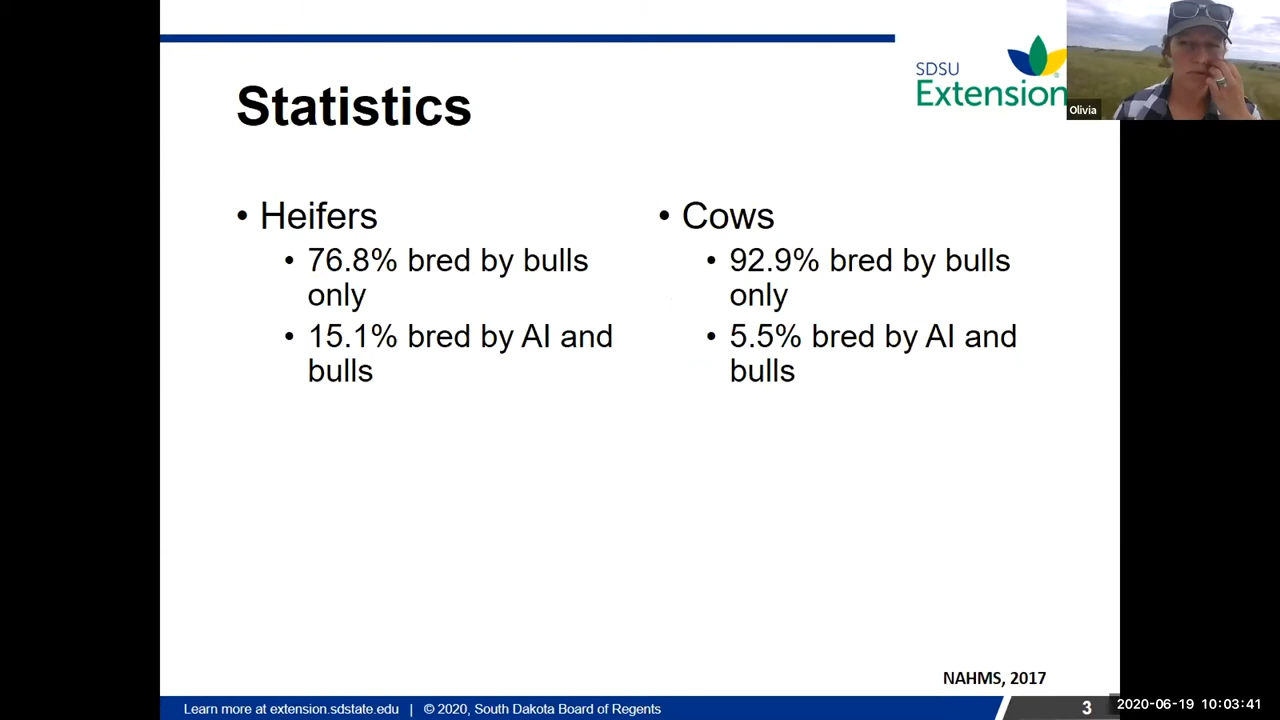 SDSU
Extension
Olivia
Statistics
• Heifers
• 76.8% bred by bulls
only
• 15.1% bred by AI and
bulls
• Cows
• 92.9% bred by bulls
only
• 5.5% bred by AI and
bulls
NAHMS, 2017
Learn more at extension.sdstate.edu | © 2020, South Dakota Board of Regents
3
2020-06-19 10:03:41